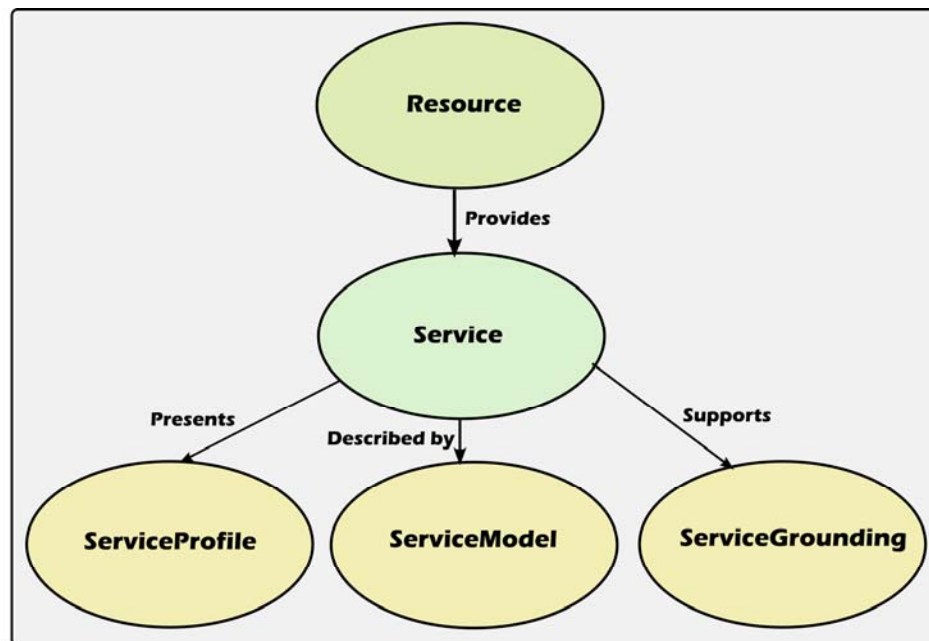 Resource
Provides
Service
Presents
Described by
Supports
ServiceProfile
ServiceModel
ServiceGrounding